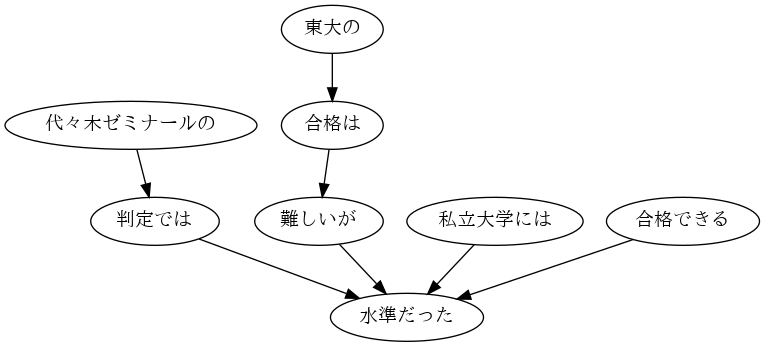 東大の
代々木ゼミナールの
合格は
判定では
難しいが
私立大学には
合格できる
水準だった